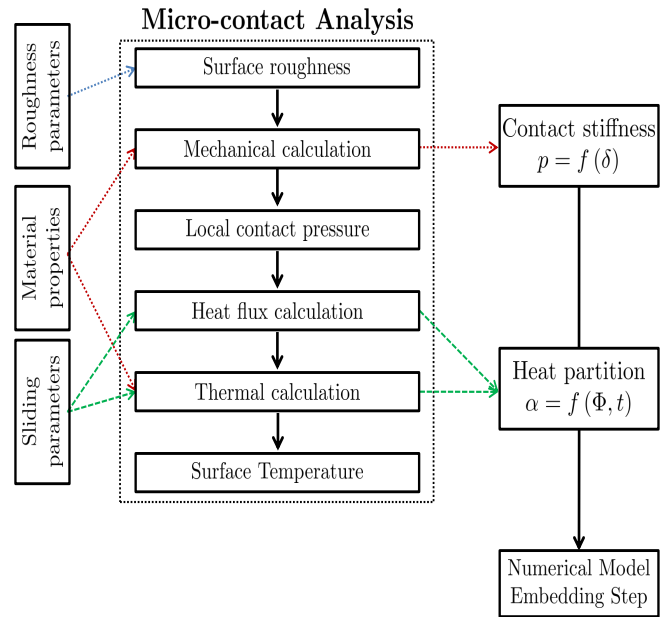 Micro-contact Analysis
Roughness
parameters
Material
properties
Sliding
parameters
Surface roughness
Mechanical calculation
Local contact pressure
Heat flux calculation
Thermal calculation
Surface Temperature
Contact stiffness
p = f (δ)
Heat partition
α = f (Φ, t)
Numerical Model
Embedding Step